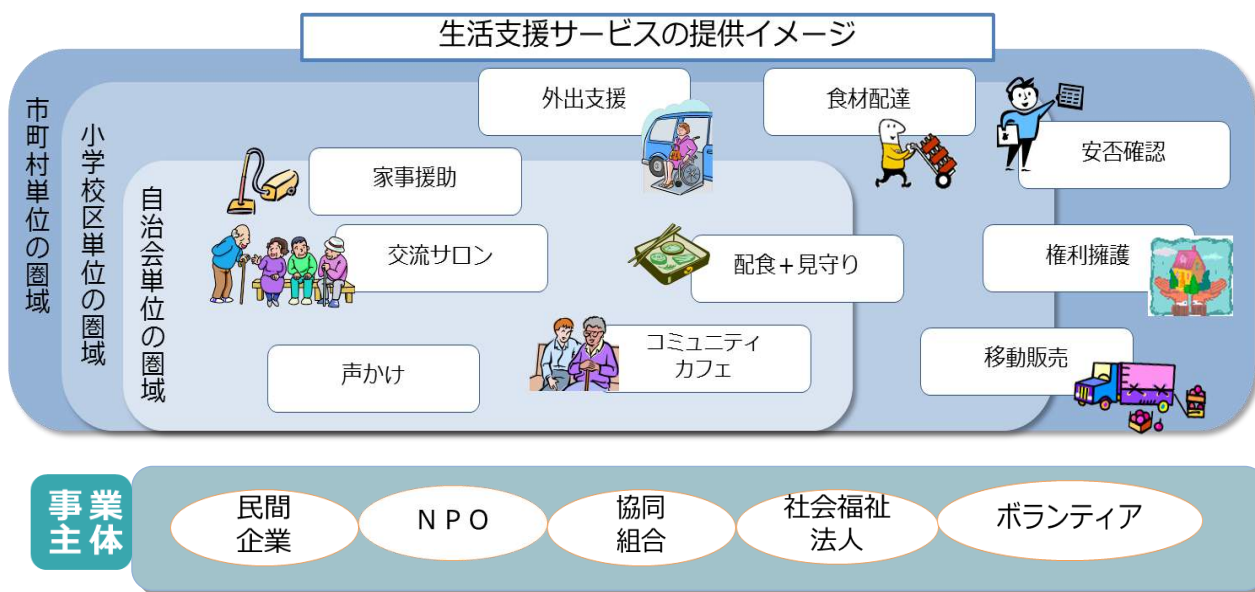 生活支援サービスの提供イメージ
市町村単位の圏域
小学校区単位の圏域
自治会単位の圏域
外出支援
食材配達
安否確認
家事援助
交流サロン
配食+見守り
権利擁護
声かけ
コミュニティ
カフェ
移動販売
事業
主体
民間
企業
NPO
協同
組合
社会福祉
法人
ボランティア